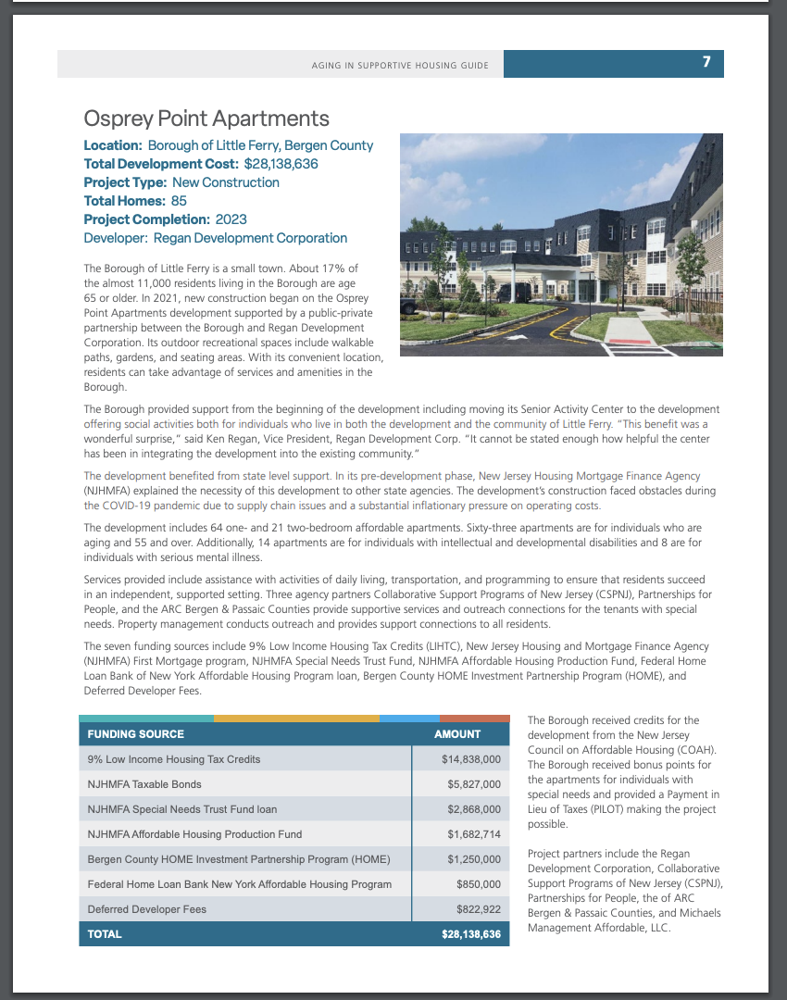 AGING IN SUPPORTIVE HOUSING GUIDE
7
Osprey Point Apartments
Location: Borough of Little Ferry, Bergen County
Total Development Cost: $28,138,636
Project Type: New Construction
Total Homes: 85
Project Completion: 2023
Developer: Regan Development Corporation
The Borough of Little Ferry is a small town. About 17% of
the almost 11,000 residents living in the Borough are age
65 or older. In 2021, new construction began on the Osprey
Point Apartments development supported by a public-private
partnership between the Borough and Regan Development
Corporation. Its outdoor recreational spaces include walkable
paths, gardens, and seating areas. With its convenient location,
residents can take advantage of services and amenities in the
Borough.
The Borough provided support from the beginning of the development including moving its Senior Activity Center to the development
offering social activities both for individuals who live in both the development and the community of Little Ferry. “This benefit was a
wonderful surprise,“ said Ken Regan, Vice President, Regan Development Corp. “It cannot be stated enough how helpful the center
has been in integrating the development into the existing community.”
The development benefited from state level support. In its pre-development phase, New Jersey Housing Mortgage Finance Agency
(NJHMFA) explained the necessity of this development to other state agencies. The development’s construction faced obstacles during
the COVID-19 pandemic due to supply chain issues and a substantial inflationary pressure on operating costs.
The development includes 64 one- and 21 two-bedroom affordable apartments. Sixty-three apartments are for individuals who are
aging and 55 and over. Additionally, 14 apartments are for individuals with intellectual and developmental disabilities and 8 are for
individuals with serious mental illness.
Services provided include assistance with activities of daily living, transportation, and programming to ensure that residents succeed
in an independent, supported setting. Three agency partners Collaborative Support Programs of New Jersey (CSPNJ), Partnerships for
People, and the ARC Bergen & Passaic Counties provide supportive services and outreach connections for the tenants with special
needs. Property management conducts outreach and provides support connections to all residents.
The seven funding sources include 9% Low Income Housing Tax Credits (LIHTC), New Jersey Housing and Mortgage Finance Agency
(NJHMFA) First Mortgage program, NJHMFA Special Needs Trust Fund, NJHMFA Affordable Housing Production Fund, Federal Home
Loan Bank of New York Affordable Housing Program loan, Bergen County HOME Investment Partnership Program (HOME), and
Deferred Developer Fees.
FUNDING SOURCE AMOUNT
9% Low Income Housing Tax Credits $14,838,000
NJHMFA Taxable Bonds $5,827,000
NJHMFA Special Needs Trust Fund loan $2,868,000
NJHMFA Affordable Housing Production Fund $1,682,714
Bergen County HOME Investment Partnership Program (HOME) $1,250,000
Federal Home Loan Bank New York Affordable Housing Program $850,000
Deferred Developer Fees $822,922
TOTAL $28,138,636
The Borough received credits for the
development from the New Jersey
Council on Affordable Housing (COAH).
The Borough received bonus points for
the apartments for individuals with
special needs and provided a Payment in
Lieu of Taxes (PILOT) making the project
possible.
Project partners include the Regan
Development Corporation, Collaborative
Support Programs of New Jersey (CSPNJ),
Partnerships for People, the of ARC
Bergen & Passaic Counties, and Michaels
Management Affordable, LLC.